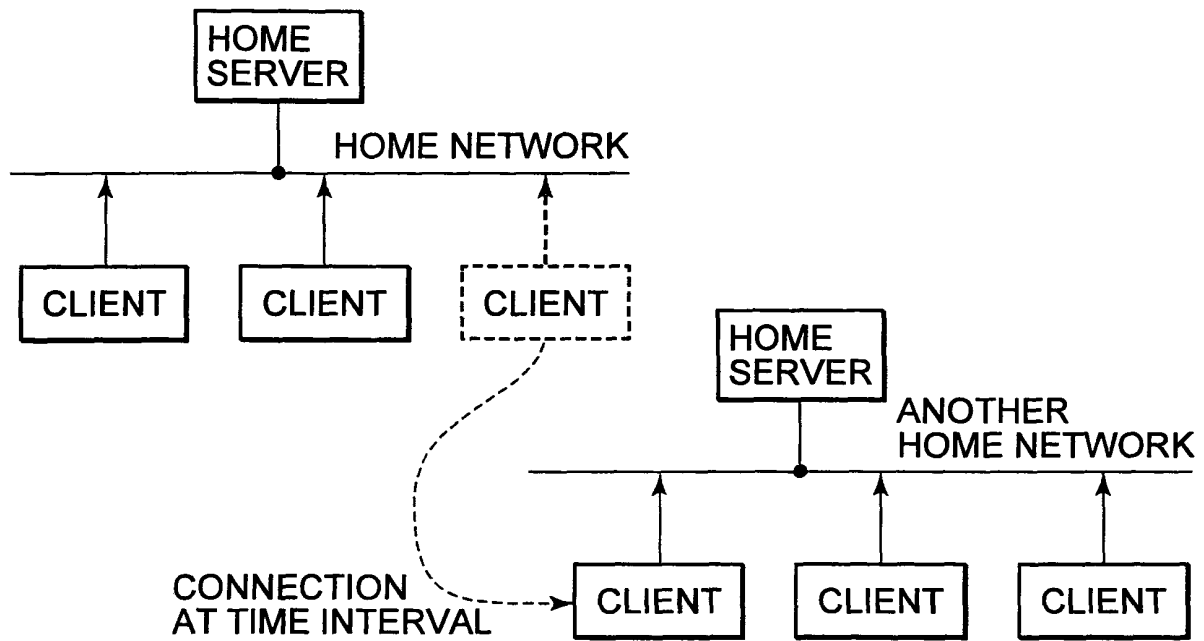 HOME
SERVER
HOME NETWORK
CLIENT
CLIENT
CLIENT
HOME
SERVER
ANOTHER
HOME NETWORK
CONNECTION
AT TIME INTERVAL
CLIENT
CLIENT
CLIENT